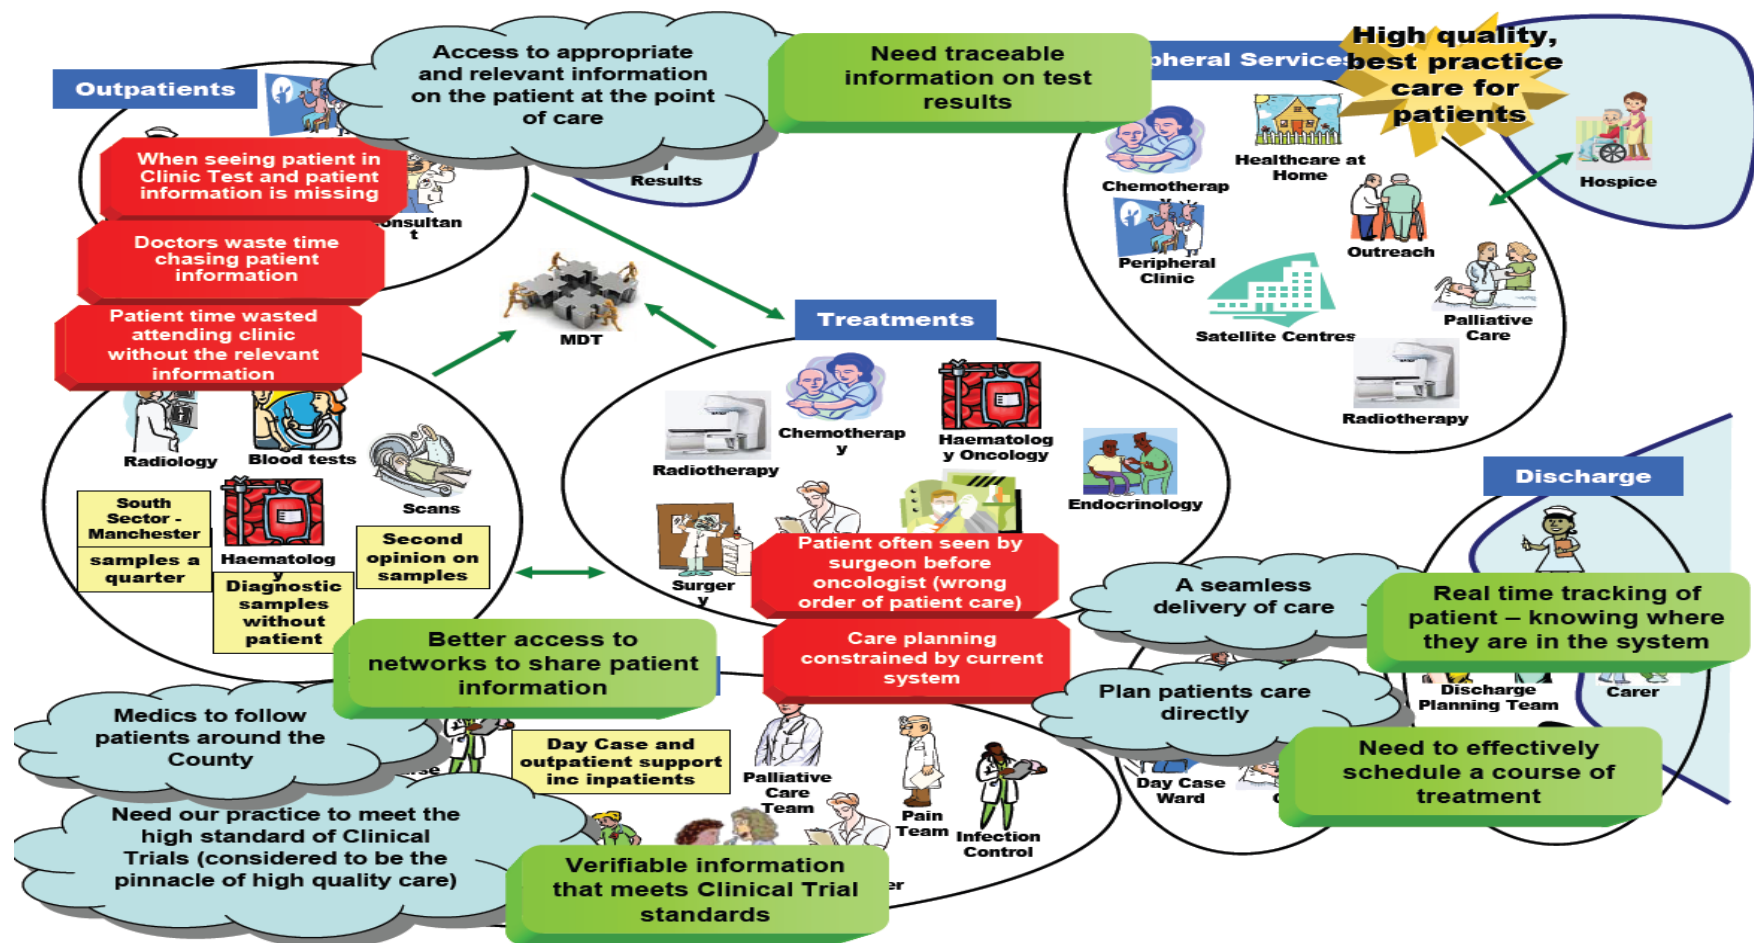 Outpatients
Access to appropriate
and relevant information
on the patient at the point
of care
Need traceable
information on test
results
pheral Services
High quality,
best practice
care for
patients
When seeing patient in
Clinic Test and patient
information is missing
onsultan
t
Results
Doctors waste time
chasing patient
information
Patient time wasted
attending clinic
without the relevant
information
MDT
Treatments
Chemotherap
y
Healthcare at
Home
Hospice
Peripheral
Clinic
Outreach
Satellite Centres
Palliative
Care
Radiotherapy
Radiology
Blood tests
Scans
South
Sector -
Manchester
samples a
quarter
Haematolog
y
Diagnostic
samples
without
patient
Second
opinion on
samples
Radiotherapy
Chemotherap
y
Haematolog
y Oncology
Endocrinology
Surger
y
Patient often seen by
surgeon before
oncologist (wrong
order of patient care)
Care planning
constrained by current
system
Discharge
A seamless
delivery of care
Real time tracking of
patient – knowing where
they are in the system
Better access to
networks to share patient
information
Plan patients care
directly
Discharge
Planning Team
Carer
Medics to follow
patients around the
County
Day Case and
outpatient support
inc inpatients
Palliative
Care
Team
Pain
Team
Infection
Control
Day Case
Ward
Need to effectively
schedule a course of
treatment
Need our practice to meet the
high standard of Clinical
Trials (considered to be the
pinnacle of high quality care)
Verifiable information
that meets Clinical Trial
standards
er